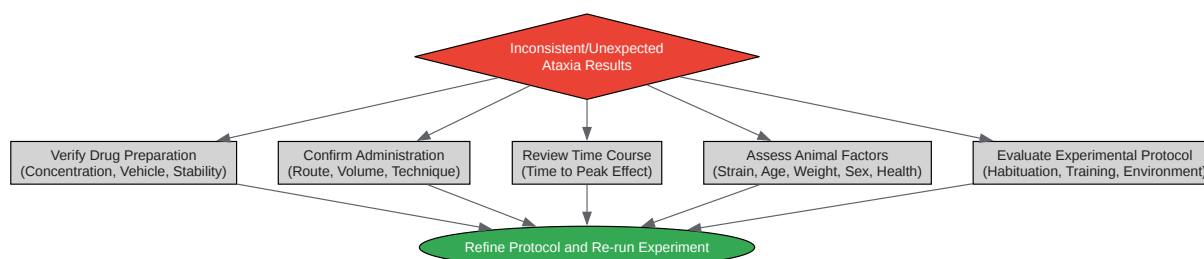 Inconsistent/Unexpected
Ataxia Results
Verify Drug Preparation
(Concentration, Vehicle, Stability)
Confirm Administration
(Route, Volume, Technique)
Review Time Course
(Time to Peak Effect)
Assess Animal Factors
(Strain, Age, Weight, Sex, Health)
Evaluate Experimental Protocol
(Habituation, Training, Environment)
Refine Protocol and Re-run Experiment